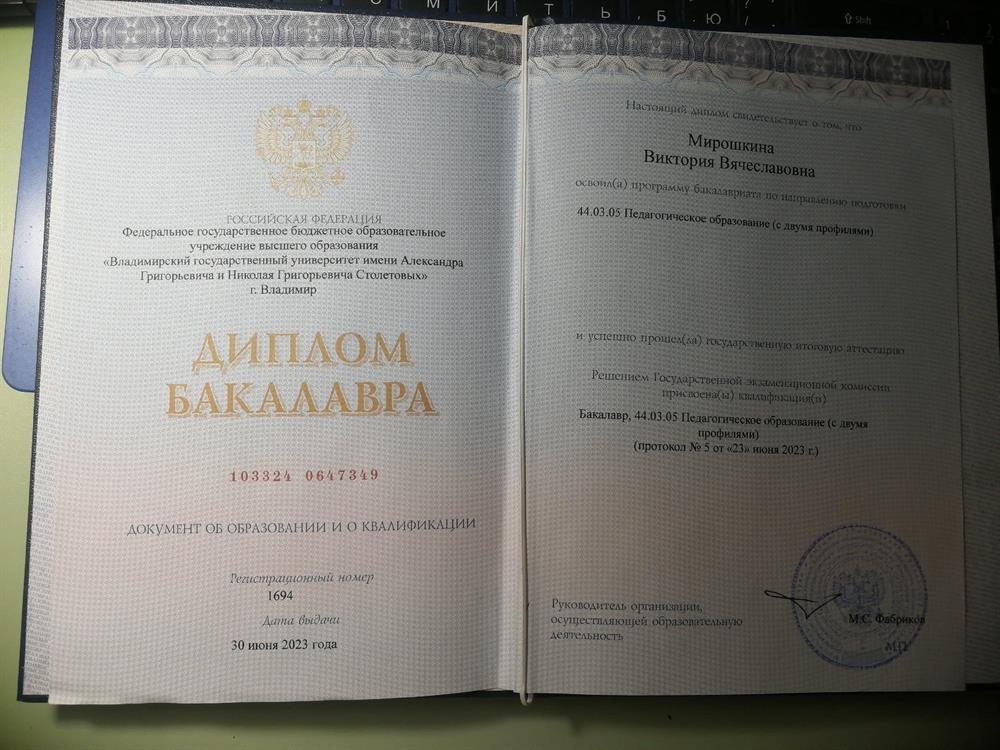 М И Т Ь Б Ю
Shift
РОССИЙСКАЯ ФЕДЕРАЦИЯ
Федеральное государственное бюджетное образовательное
учреждение высшего образования
«Владимирский государственный университет имени Александра
Григорьевича и Николая Григорьевича Столетовых»
г. Владимир
ДИПЛОМ
БАКАЛАВРА
103324 0647349
ДОКУМЕНТ ОБ ОБРАЗОВАНИИ И О КВАЛИФИКАЦИИ
Регистрационный номер
1694
Дата выдачи
30 июня 2023 года
Настоящий диплом свидетельствует о том, что
Мирошкина
Виктория Вячеславовна
освоил(а) программу бакалавриата по направлению подготовки
44.03.05 Педагогическое образование (с двумя профилями)
и успешно прошел(ла) государственную итоговую аттестацию
Решением Государственной экзаменационной комиссии
присвоена(ы) квалификация(и)
Бакалавр, 44.03.05 Педагогическое образование (с двумя
профилями)
(протокол № 5 от «23» июня 2023 г.)
Руководитель организации,
осуществляющей образовательную
деятельность
М.С. Фабриков
М.П.